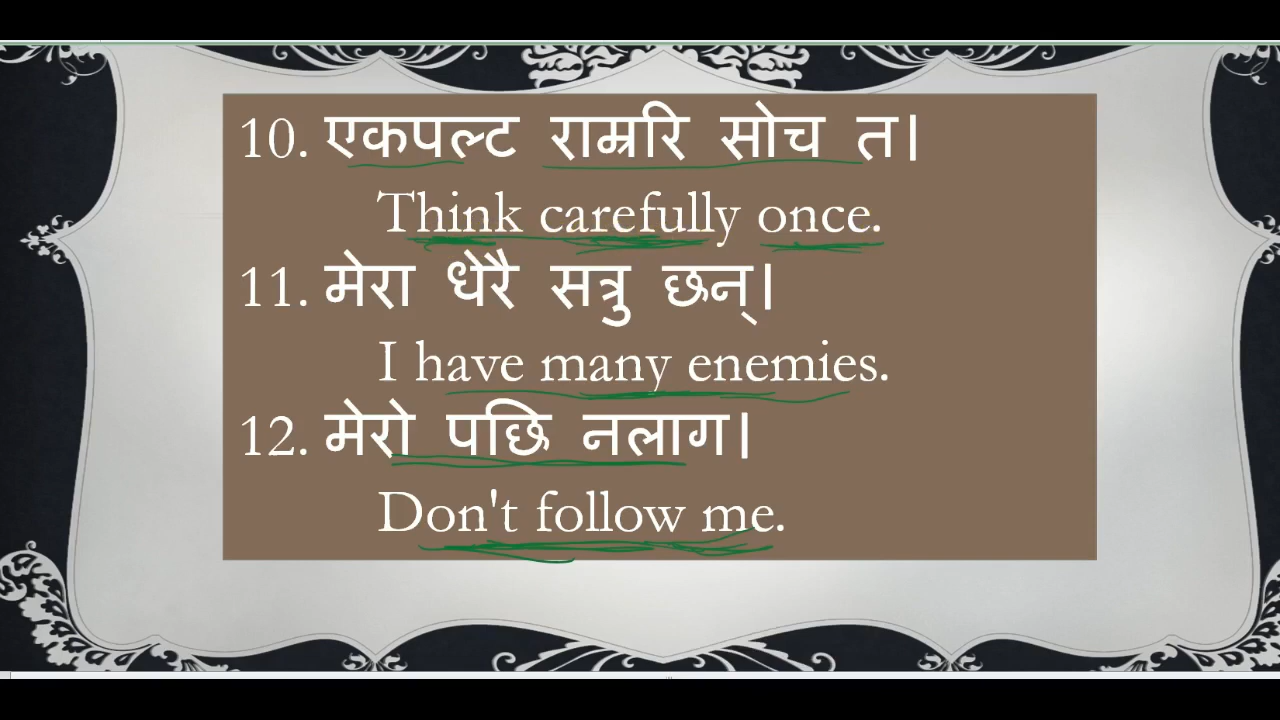 10. एकपल्ट राम्ररि सोच त।
Think carefully once.
11. मेरा धेरै सत्रु छन्।
I have many enemies.
12. मेरो पछि नलाग।
Don't follow me.